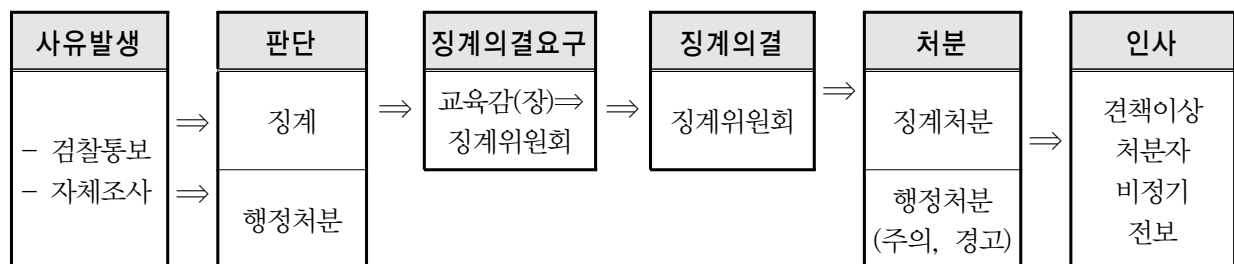 사유발생
- 검찰통보
- 자체조사
⇒
⇒
판단
징계
행정처분
⇒
징계의결요구
교육감(장)⇒
징계위원회
⇒
징계의결
징계위원회
⇒
처분
징계처분
행정처분
(주의, 경고)
⇒
인사
견책이상
처분자
비정기
전보